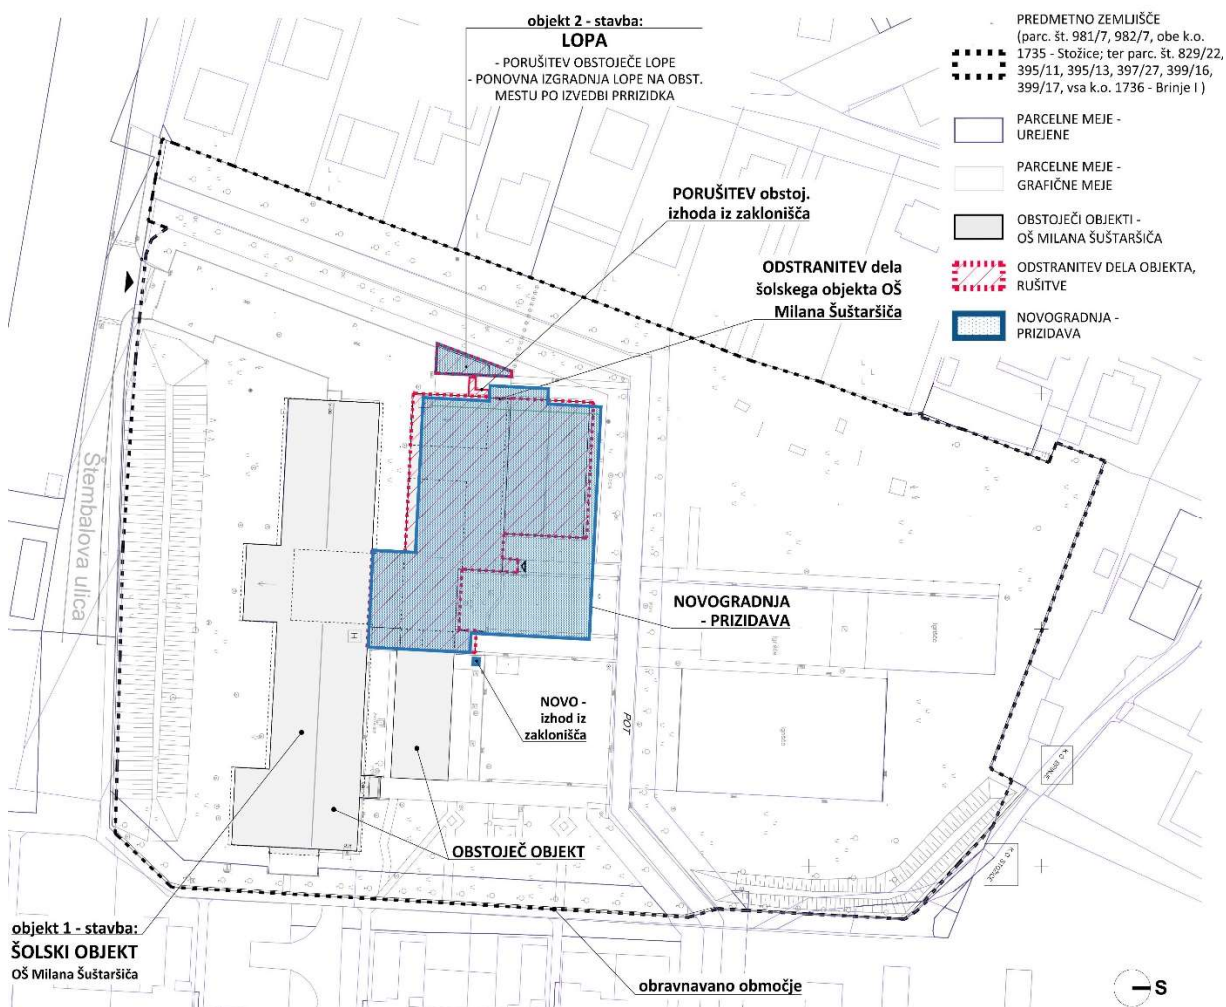 objekt 2 - stavba:
LOPA
- PORUŠITEV OBSTOJEČE LOPE
- PONOVNA IZGRADNJA LOPE NA OBST.
MESTU PO IZVEDBI PRRIZIDKA
PORUŠITEV obstoj.
izhoda iz zaklonišča
ODSTRANITEV dela
šolskega objekta OŠ
Milana Šuštaršiča
PREDMETNO ZEMLJIŠČE
(parc. št. 981/7, 982/7, obe k.o.
1735 - Stožice; ter parc. št. 829/22,
395/11, 395/13, 397/27, 399/16,
399/17, vsa k.o. 1736 - Brinje I )
PARCELNE MEJE -
UREJENE
PARCELNE MEJE -
GRAFIČNE MEJE
OBSTOJEČI OBJEKTI -
OŠ MILANA ŠUŠTARŠIČA
ODSTRANITEV DELA OBJEKTA,
RUŠITVE
NOVOGRADNJA -
PRIZIDAVA
Štembalova ulica
NOVOGRADNJA
- PRIZIDAVA
NOVO -
izhod iz
zaklonišča
POT
igrišče
igrišče
igrišče
H
K.O. BRINJE
K.O. STOŽICE
OBSTOJEČ OBJEKT
objekt 1 - stavba:
ŠOLSKI OBJEKT
OŠ Milana Šuštaršiča
obravnavano območje
S